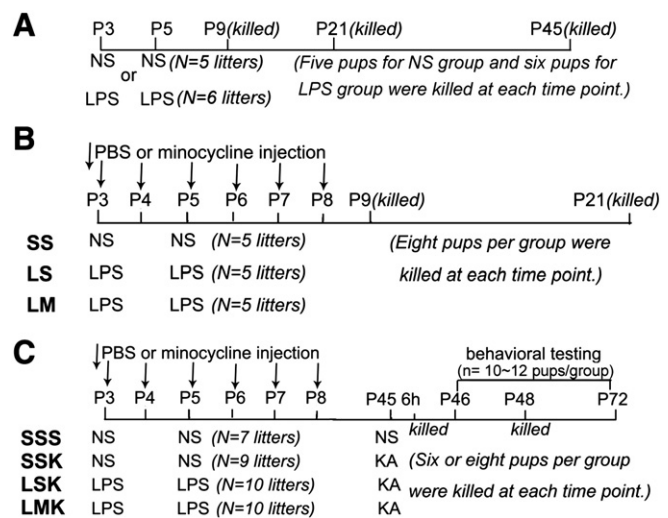 A
P3 P5 P9(killed) P21(killed) P45(killed)
NS NS (N=5 litters) (Five pups for NS group and six pups for
or
LPS LPS (N=6 litters) LPS group were killed at each time point.)
B
PBS or minocycline injection
P3 P4 P5 P6 P7 P8 P9(killed) P21(killed)
SS NS NS (N=5 litters) (Eight pups per group were
LS LPS LPS (N=5 litters) killed at each time point.)
LM LPS LPS (N=5 litters)
C
PBS or minocycline injection
behavioral testing
(n= 10~12 pups/group)
P3 P4 P5 P6 P7 P8 P45 6h P46 P48 P72
killed killed
SSS NS NS (N=7 litters) NS
SSK NS NS (N=9 litters) KA (Six or eight pups per group
LSK LPS LPS (N=10 litters) KA were killed at each time point.)
LMK LPS LPS (N=10 litters) KA